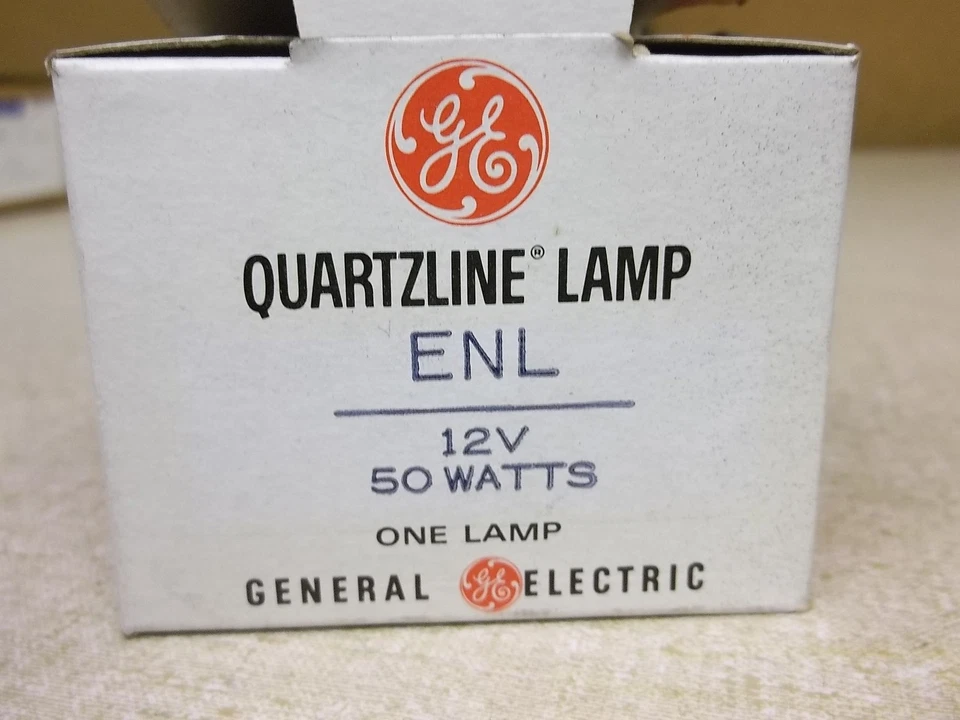 GE
QUARTZLINE® LAMP
ENL
12V
50 WATTS
ONE LAMP
GENERAL GE ELECTRIC